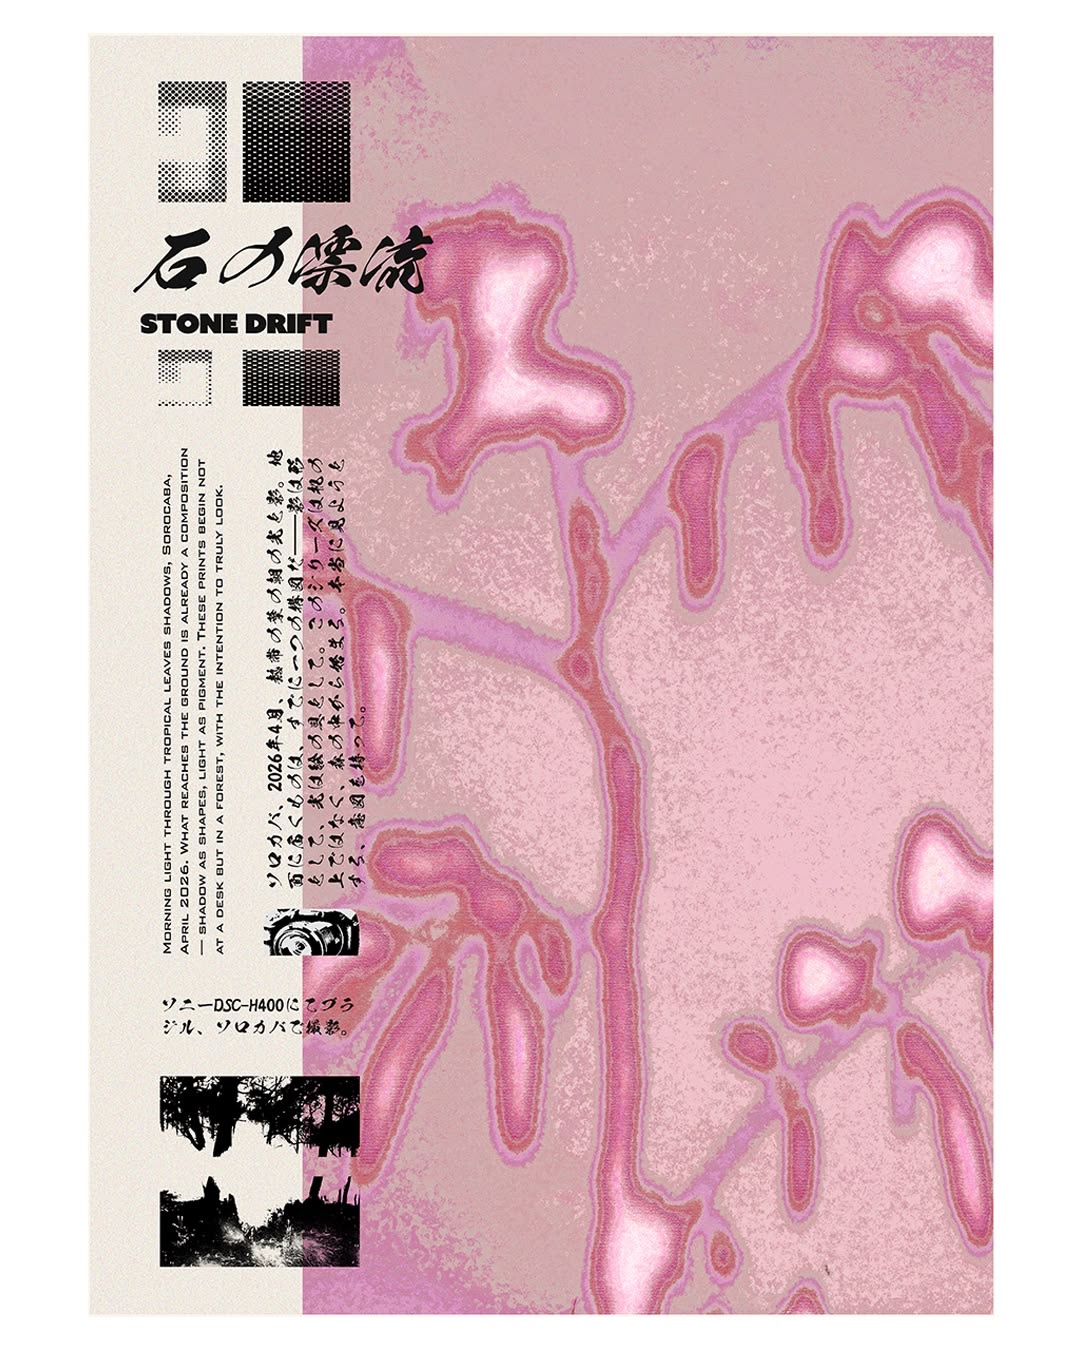 石の漂流
STONE DRIFT
MORNING LIGHT THROUGH TROPICAL LEAVES SHADOWS, SOROCABA,
APRIL 2026. WHAT REACHES THE GROUND IS ALREADY A COMPOSITION
— SHADOW AS SHAPES, LIGHT AS PIGMENT. THESE PRINTS BEGIN NOT
AT A DESK BUT IN A FOREST, WITH THE INTENTION TO TRULY LOOK.
ソロカバ、2026年4月、熱帯の葉の朝の光と影。地
面に届くものは、すでに一つの構図だ——影は形
として、光は絵の具として。このシリーズは机の
上ではなく、森の中から始まる。本当に見ようと
する、意図を持って。
ソニーDSC-H400にてブラ
ジル、ソロカバで撮影。